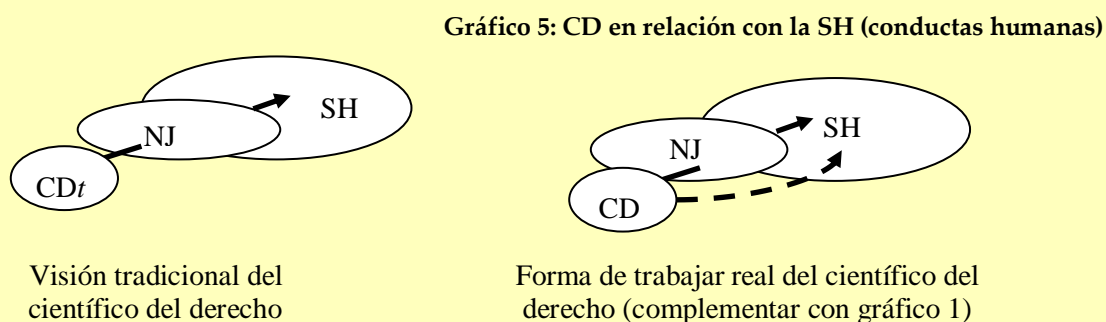 Gráfico 5: CD en relación con la SH (conductas humanas)
SH
NJ
CDt
SH
NJ
CD
Visión tradicional del
científico del derecho
Forma de trabajar real del científico del
derecho (complementar con gráfico 1)